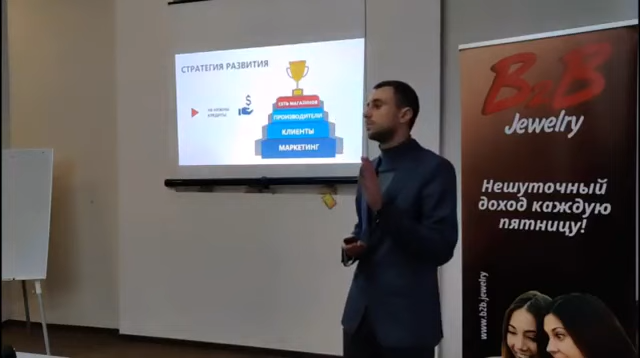 СТРАТЕГИЯ РАЗВИТИЯ
СЕТЬ МАГАЗИНОВ
ПРОИЗВОДИТЕЛИ
КЛИЕНТЫ
МАРКЕТИНГ
B2B
Jewelry
Нешуточный
доход каждую
пятницу!
www.b2b.jewelry